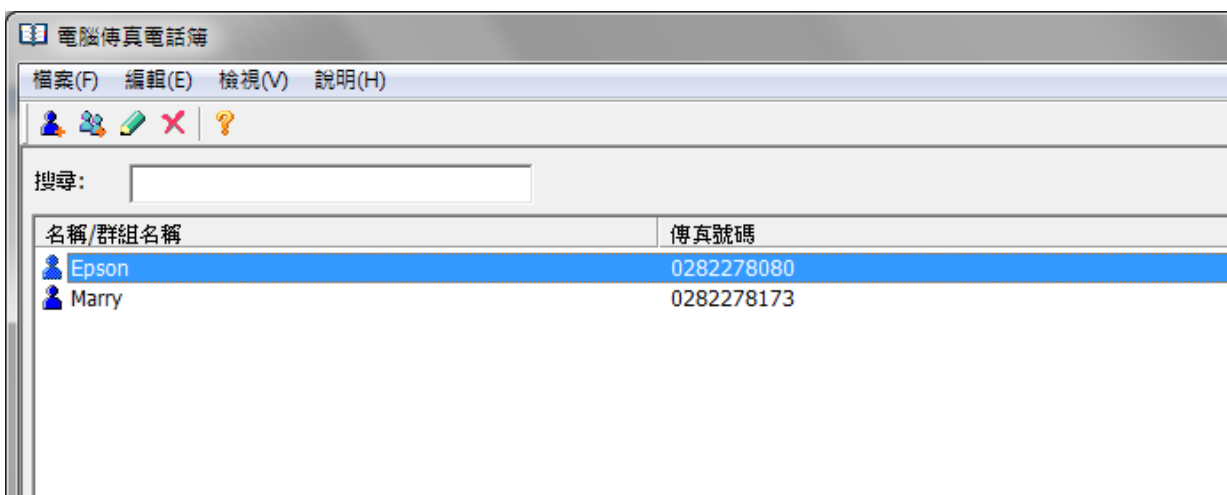 電腦傳真電話簿
檔案(F) 編輯(E) 檢視(V) 說明(H)
搜尋:
名稱/群組名稱 傳真號碼
Epson 0282278080
Marry 0282278173